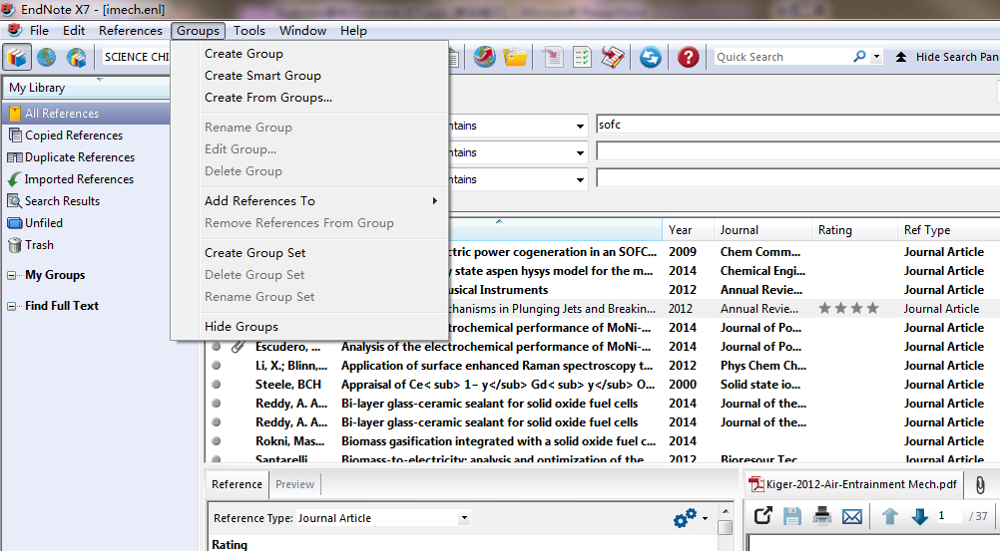 EndNote X7 - [imech.enl]
File Edit References Groups Tools Window Help
SCIENCE CHI
Quick Search
Hide Search Pan
My Library
All References
Copied References
Duplicate References
Imported References
Search Results
Unfiled
Trash
My Groups
Find Full Text
Create Group
Create Smart Group
Create From Groups...
Rename Group
Edit Group...
Delete Group
Add References To
Remove References From Group
Create Group Set
Delete Group Set
Rename Group Set
Hide Groups
ntains sofc
ntains
ntains
Year Journal Rating Ref Type
ctric power cogeneration in an SOFC... 2009 Chem Comm... Journal Article
y state aspen hysys model for the m... 2014 Chemical Engi... Journal Article
usical Instruments 2012 Annual Revie... Journal Article
echanisms in Plunging Jets and Breakin... 2012 Annual Revie... Journal Article
trochemical performance of MoNi-... 2014 Journal of Po... Journal Article
Escudero, ... Analysis of the electrochemical performance of MoNi-... 2014 Journal of Po... Journal Article
Li, X.; Blinn,... Application of surface enhanced Raman spectroscopy t... 2012 Phys Chem Ch... Journal Article
Steele, BCH Appraisal of Ce< sub> 1− y</sub> Gd< sub> y</sub> O... 2000 Solid state io... Journal Article
Reddy, A. A... Bi-layer glass-ceramic sealant for solid oxide fuel cells 2014 Journal of the... Journal Article
Reddy, A. A... Bi-layer glass-ceramic sealant for solid oxide fuel cells 2014 Journal of the... Journal Article
Rokni, Mas... Biomass gasification integrated with a solid oxide fuel c... 2014 Journal Article
Santarelli, Biomass-to-electricity: analysis and optimization of the 2012 Bioresour Tec Journal Article
Reference Preview
Kiger-2012-Air-Entrainment Mech.pdf
Reference Type: Journal Article
1 / 37
Rating